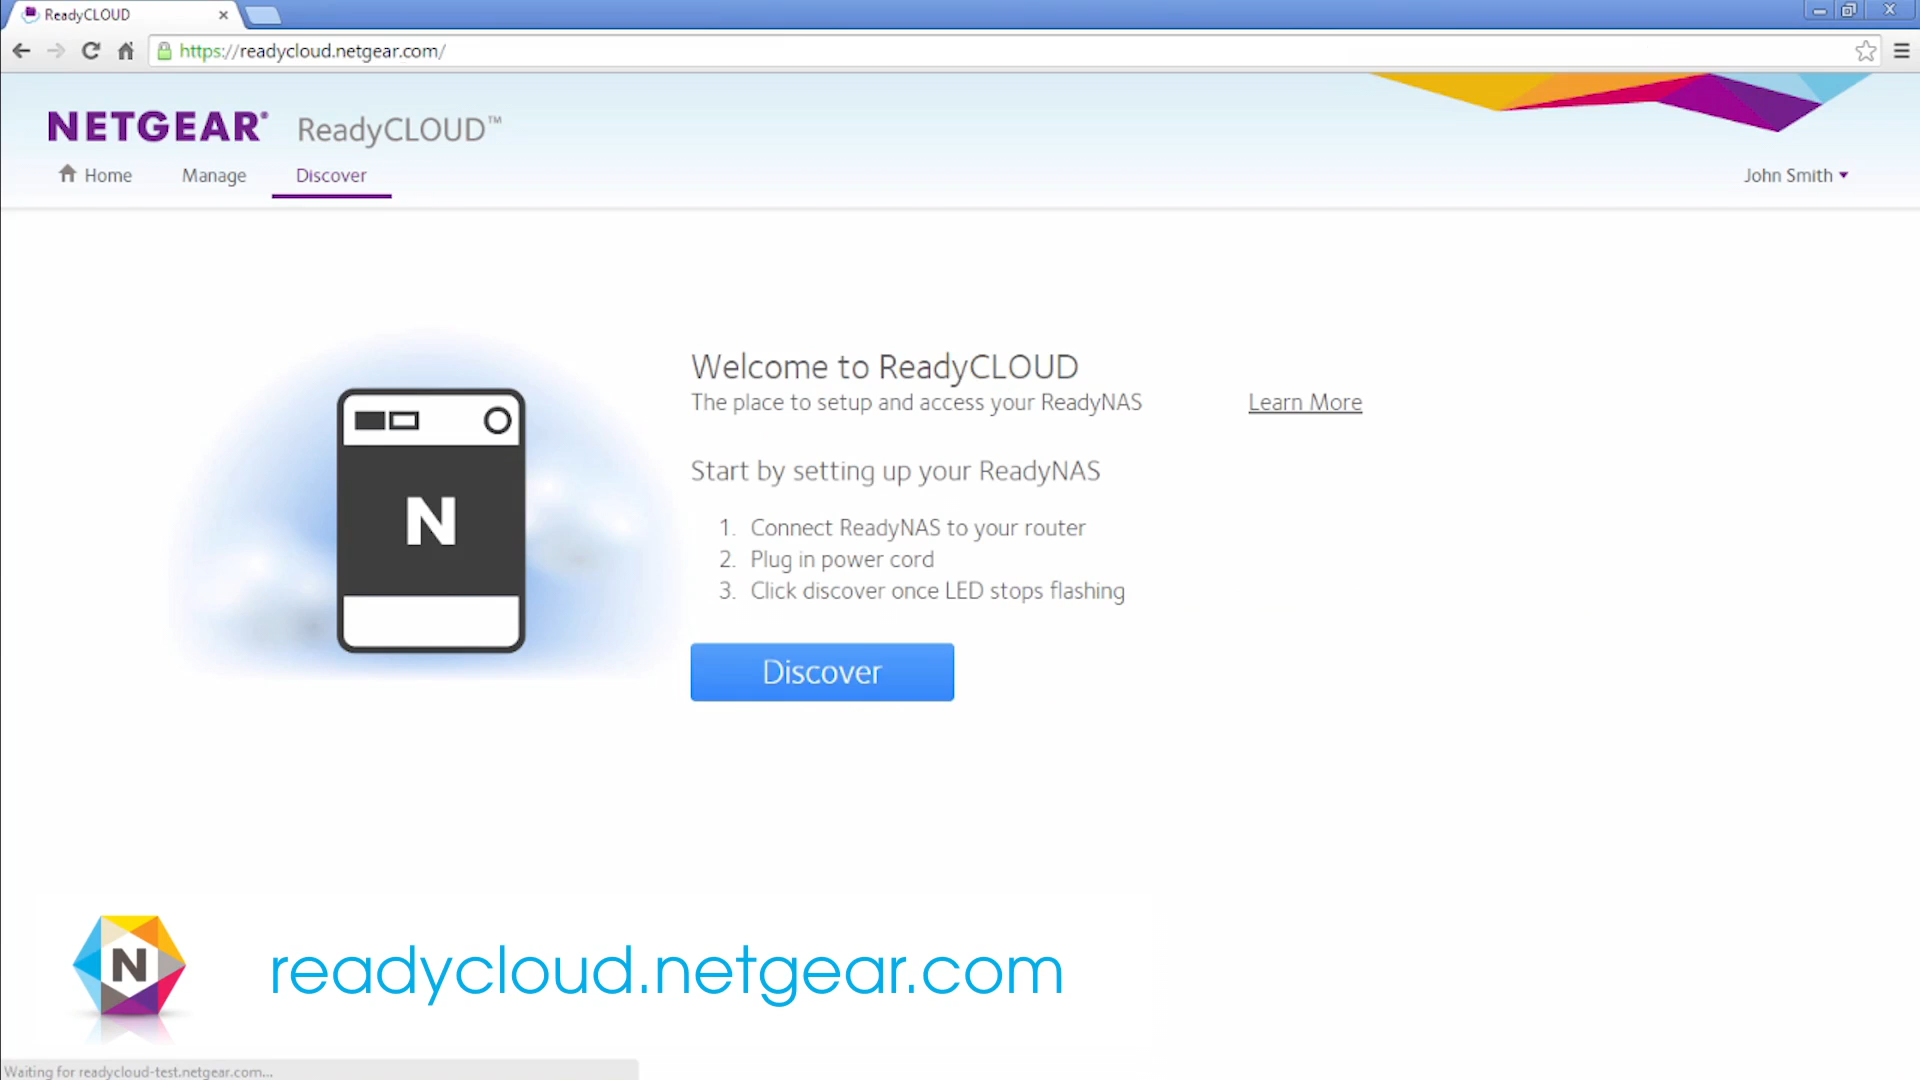 ReadyCLOUD
https://readycloud.netgear.com/
NETGEAR® ReadyCLOUD™
Home Manage Discover John Smith
Welcome to ReadyCLOUD
The place to setup and access your ReadyNAS Learn More
Start by setting up your ReadyNAS
1. Connect ReadyNAS to your router
2. Plug in power cord
3. Click discover once LED stops flashing
N
Discover
N
readycloud.netgear.com
Waiting for readycloud-test.netgear.com...